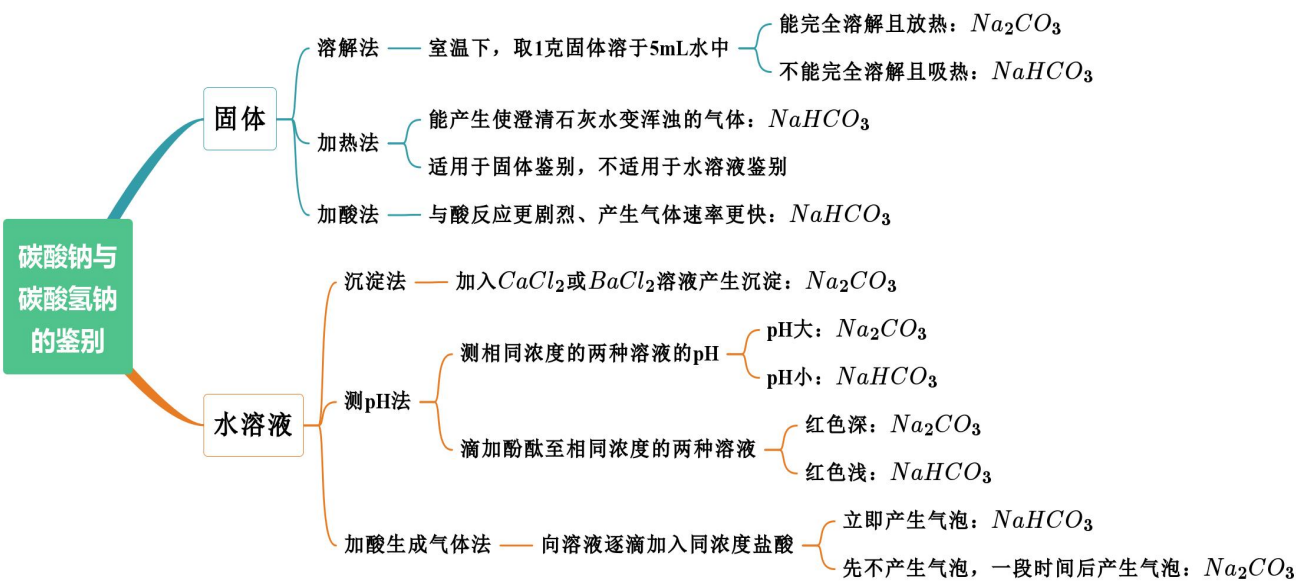 碳酸钠与
碳酸氢钠
的鉴别
固体
溶解法
室温下，取1克固体溶于5mL水中
能完全溶解且放热：Na₂CO₃
不能完全溶解且吸热：NaHCO₃
加热法
能产生使澄清石灰水变浑浊的气体：NaHCO₃
适用于固体鉴别，不适用于水溶液鉴别
加酸法
与酸反应更剧烈、产生气体速率更快：NaHCO₃
水溶液
沉淀法
加入CaCl₂或BaCl₂溶液产生沉淀：Na₂CO₃
测pH法
测相同浓度的两种溶液的pH
pH大：Na₂CO₃
pH小：NaHCO₃
滴加酚酞至相同浓度的两种溶液
红色深：Na₂CO₃
红色浅：NaHCO₃
加酸生成气体法
向溶液逐滴加入同浓度盐酸
立即产生气泡：NaHCO₃
先不产生气泡，一段时间后产生气泡：Na₂CO₃